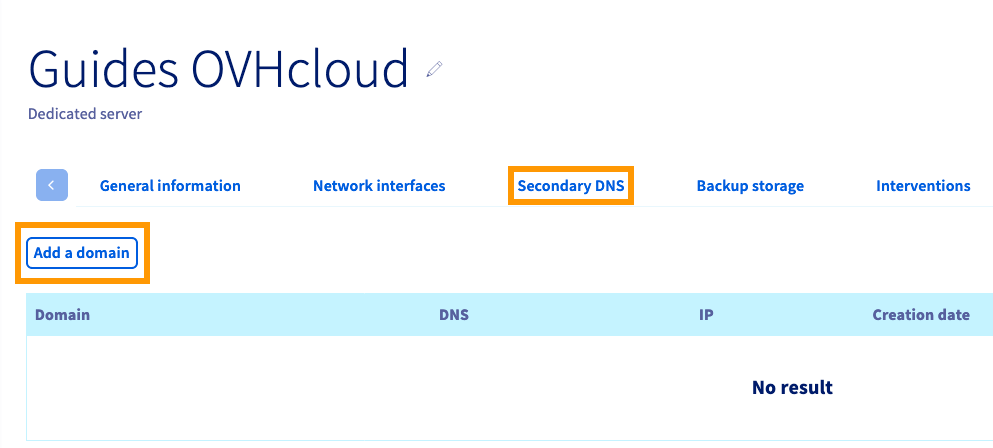 Guides OVHcloud
Dedicated server
General information Network interfaces Secondary DNS Backup storage Interventions
Add a domain
Domain DNS IP Creation date
No result